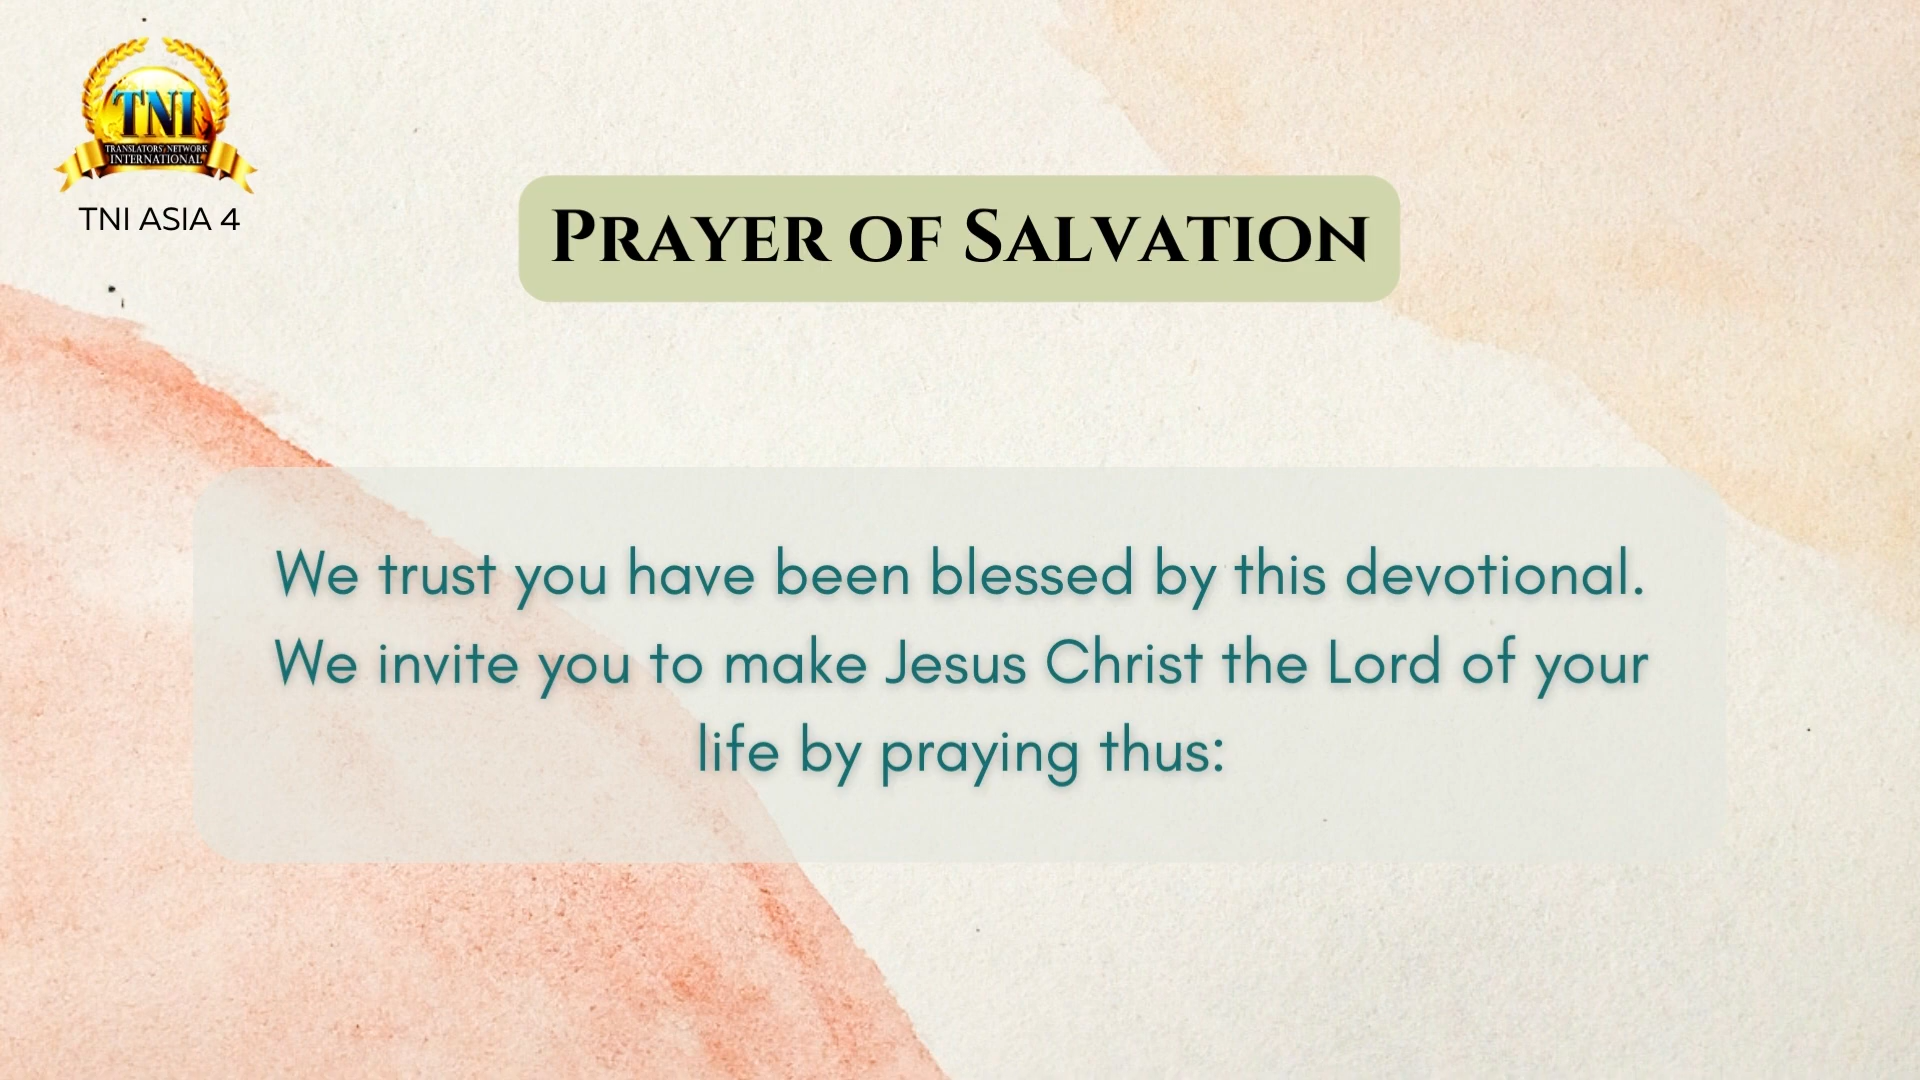 TNI
TRANSLATORS' NETWORK
INTERNATIONAL
TNI ASIA 4
PRAYER OF SALVATION
We trust you have been blessed by this devotional.
We invite you to make Jesus Christ the Lord of your
life by praying thus: